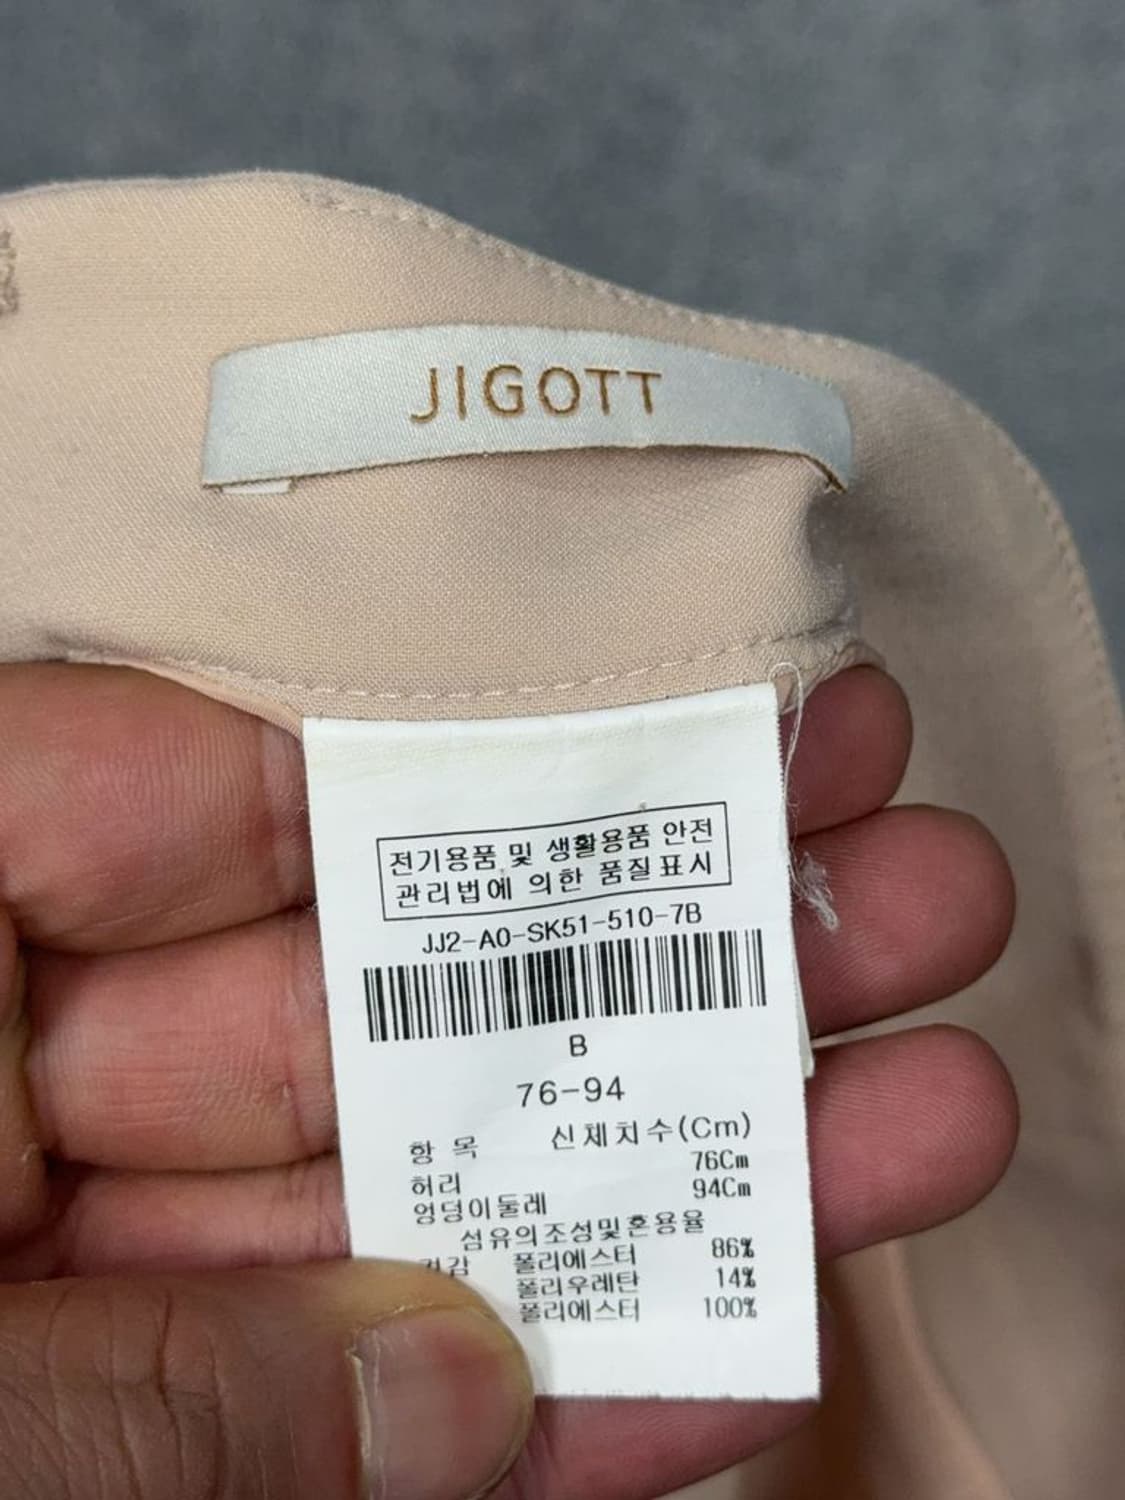 JIGOTT
전기용품 및 생활용품 안전
관리법에 의한 품질표시
JJ2-A0-SK51-510-7B
B
76-94
항 목 신체치수(Cm)
허리 76Cm
엉덩이둘레 94Cm
섬유의조성및혼용율
겉감 폴리에스터 86%
폴리우레탄 14%
폴리에스터 100%